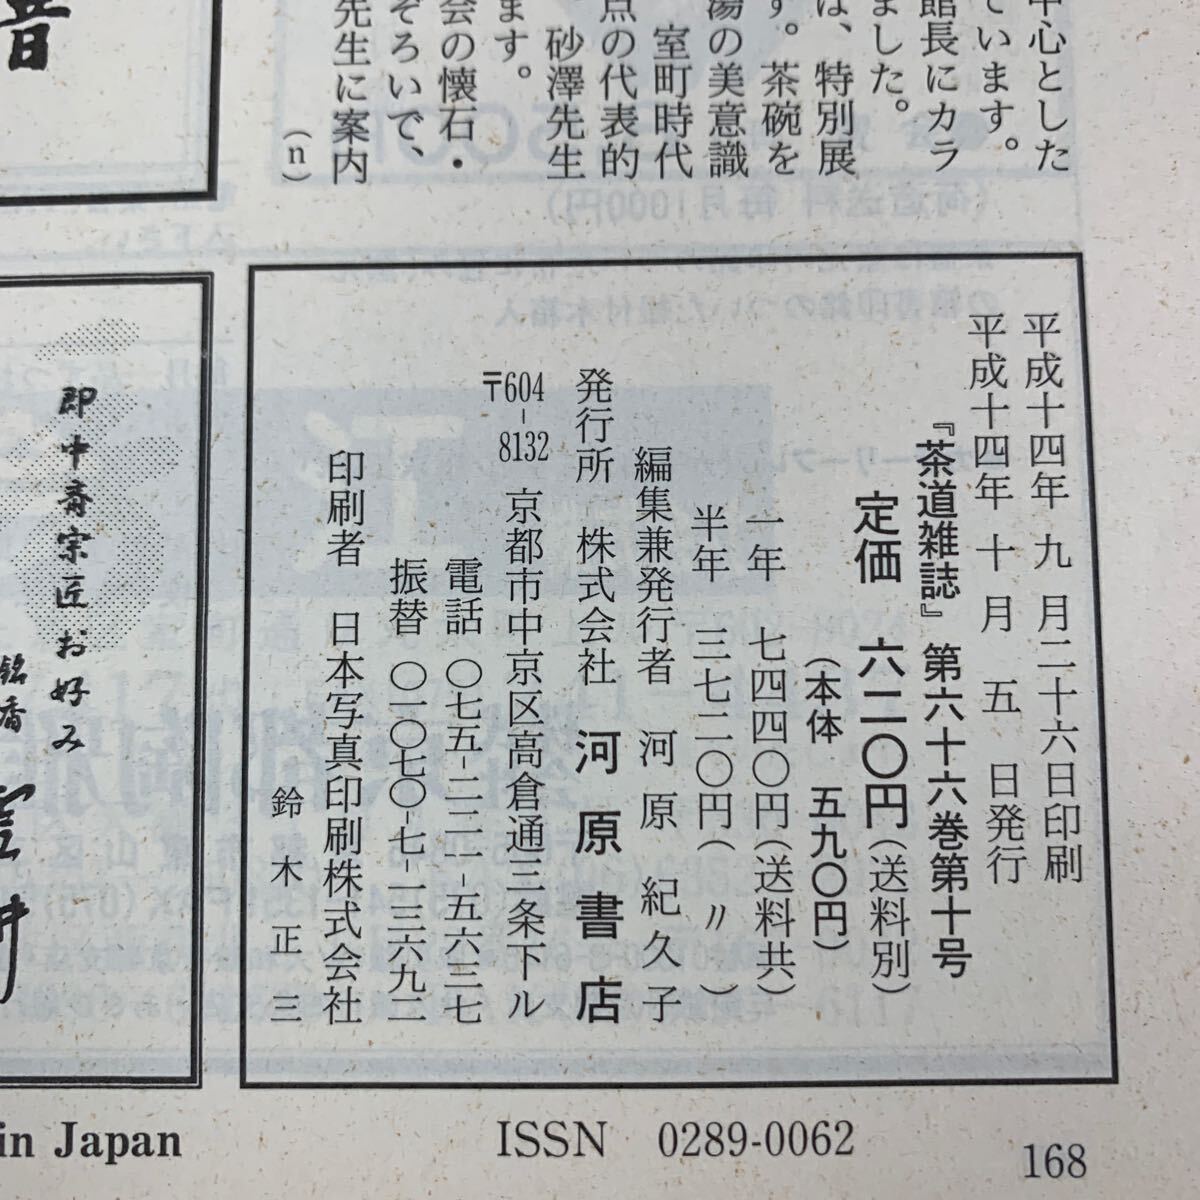 中心とした
ています。
館長にカラ
ました。
は、特別展
す。茶碗を
湯の美意識
室町時代
点の代表的
砂澤先生
ます。
会の懐石・
ぞろいで、
先生に案内
(n)
平成十四年 九 月二十六日印刷
平成十四年 十 月 五 日発行
『茶道雑誌』第六十六巻第十号
定価 六二〇円(送料別)
(本体 五九〇円)
一年 七四四〇円(送料共)
半年 三七二〇円( 〃 )
編集兼発行者 河原紀久子
発行所 株式会社 河原書店
〒604-8132 京都市中京区高倉通三条下ル
電話 〇七五-二二一-五六三七
振替 〇一〇七〇-七-二三六九二
印刷者 日本写真印刷株式会社
鈴木正三
音
即中斎宗匠お好み
銘香
in Japan
ISSN 0289-0062
168